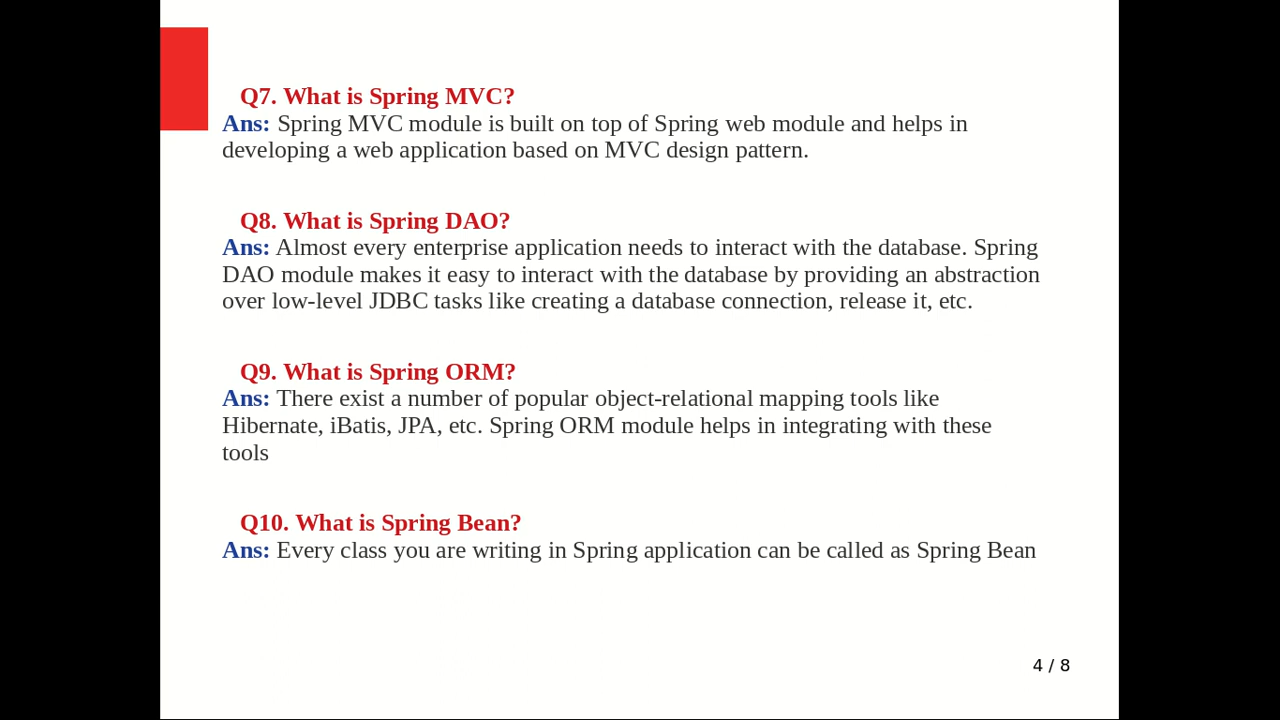 Q7. What is Spring MVC?
Ans: Spring MVC module is built on top of Spring web module and helps in
developing a web application based on MVC design pattern.
Q8. What is Spring DAO?
Ans: Almost every enterprise application needs to interact with the database. Spring
DAO module makes it easy to interact with the database by providing an abstraction
over low-level JDBC tasks like creating a database connection, release it, etc.
Q9. What is Spring ORM?
Ans: There exist a number of popular object-relational mapping tools like
Hibernate, iBatis, JPA, etc. Spring ORM module helps in integrating with these
tools
Q10. What is Spring Bean?
Ans: Every class you are writing in Spring application can be called as Spring Bean
4 / 8